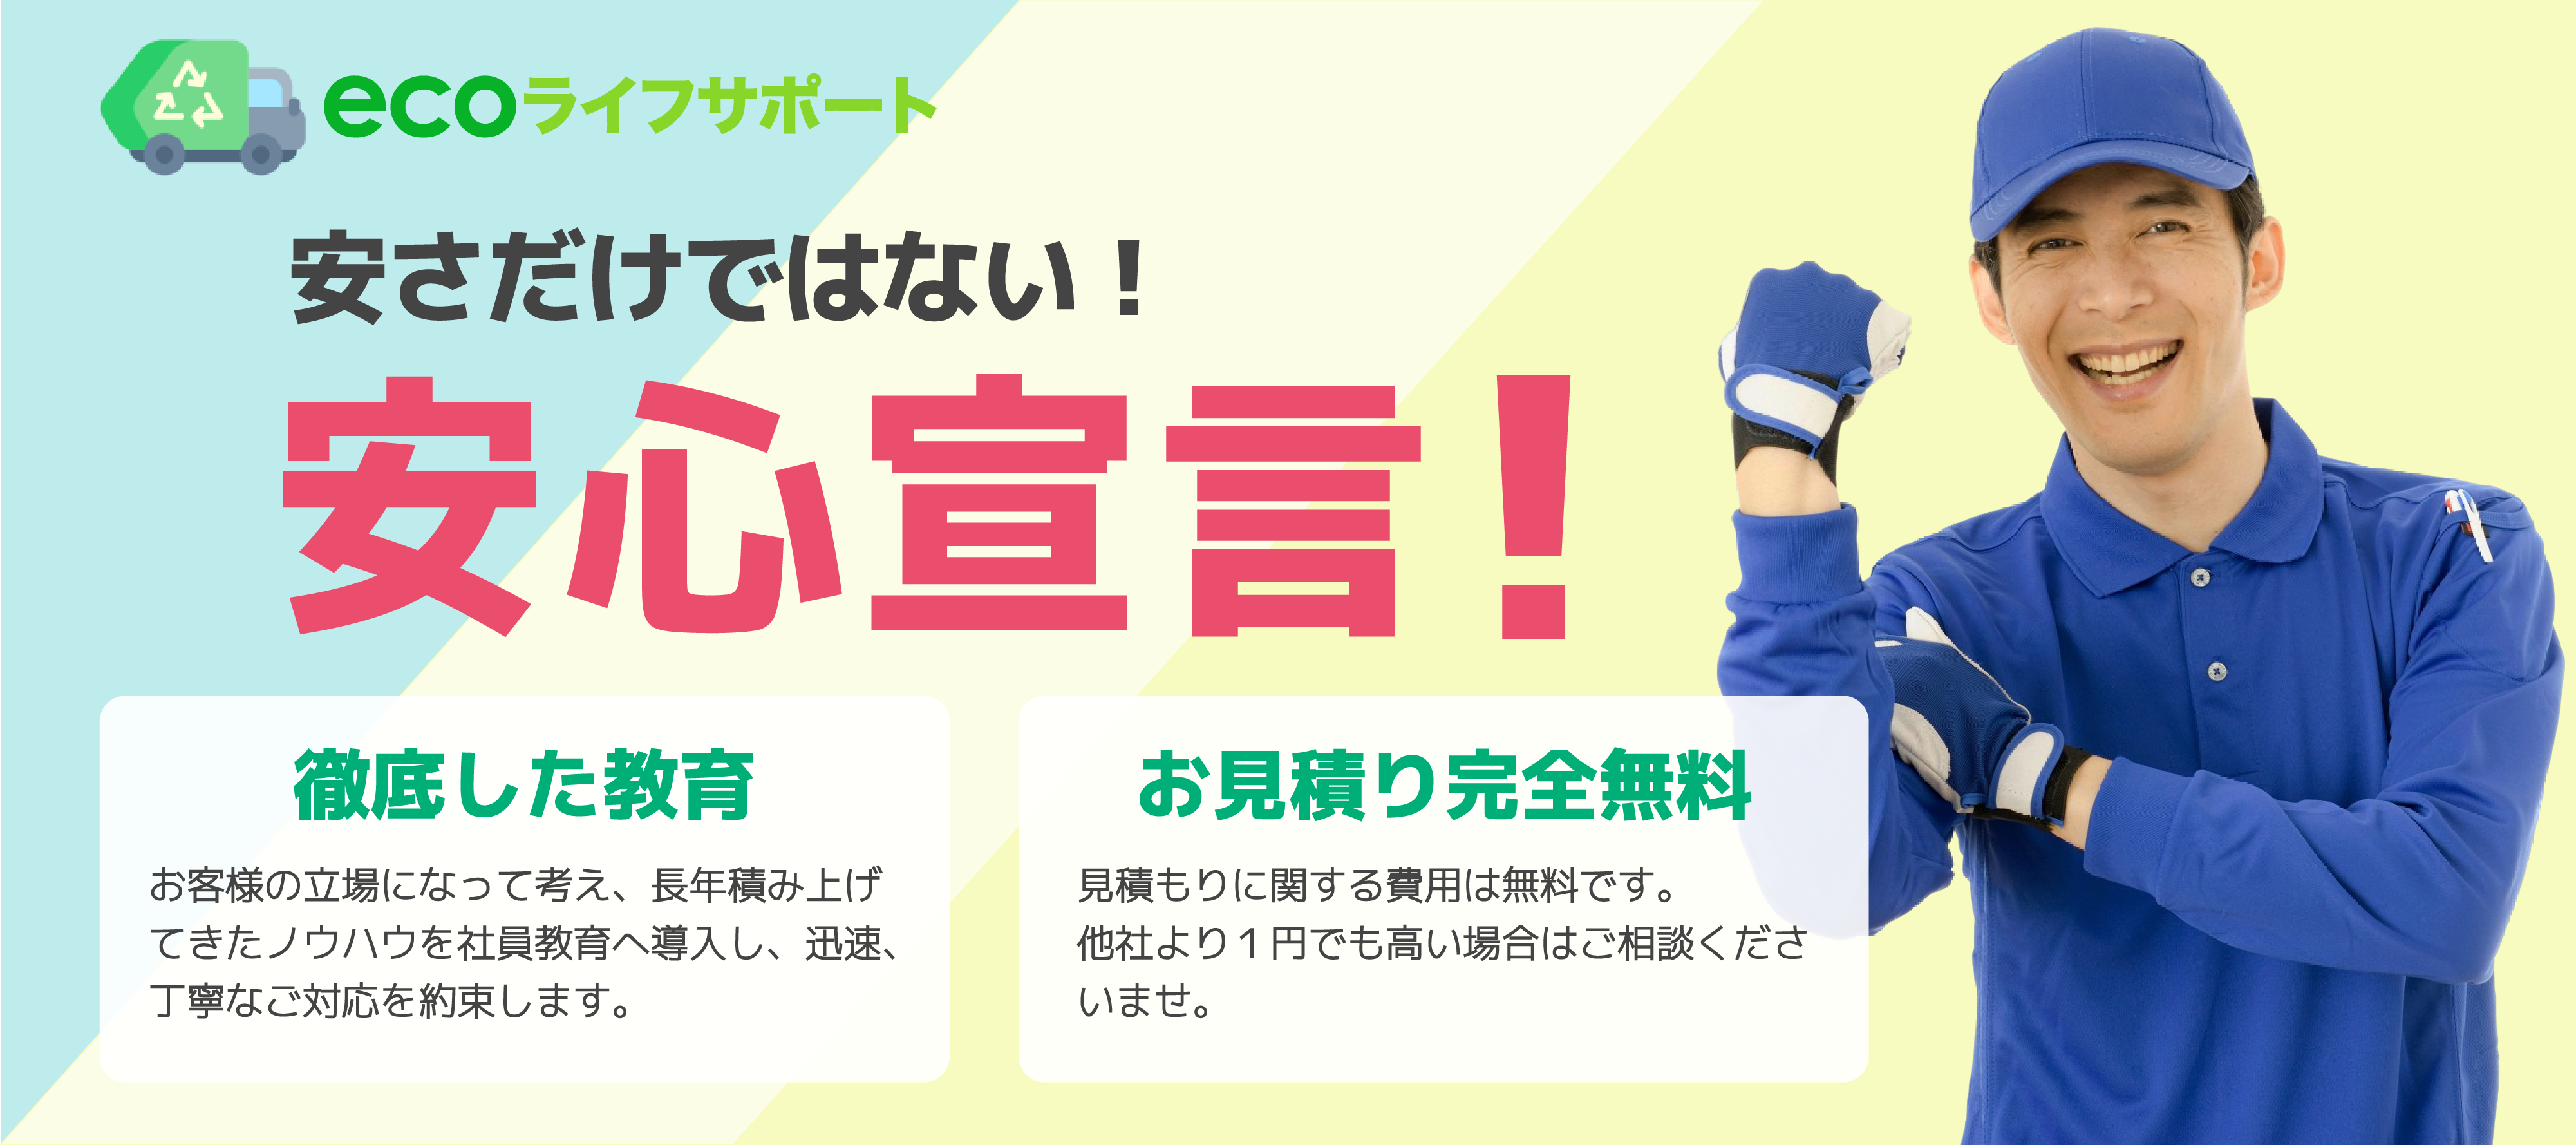 ecoライフサポート
安さだけではない！
安心宣言！
徹底した教育
お客様の立場になって考え、長年積み上げ
てきたノウハウを社員教育へ導入し、迅速、
丁寧なご対応を約束します。
お見積り完全無料
見積もりに関する費用は無料です。
他社より１円でも高い場合はご相談くださ
いませ。